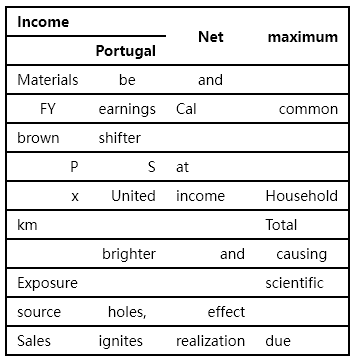 Income
Portugal Net maximum
Materials be and
FY earnings Cal common
brown shifter
P S at
x United income Household
km Total
brighter and causing
Exposure scientific
source holes, effect
Sales ignites realization due